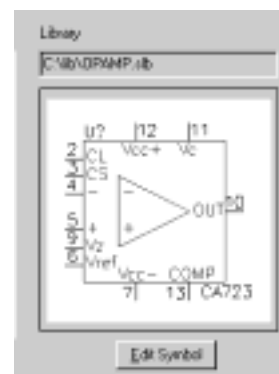 Library
C:\lib\OPAMP.slb
U? 12 11
2 CL Vcc+ Vc
3 CS
4 -
OUT 10
5 +
9 Vz
6 Vref
Vcc- COMP
7 13 CA723
Edit Symbol